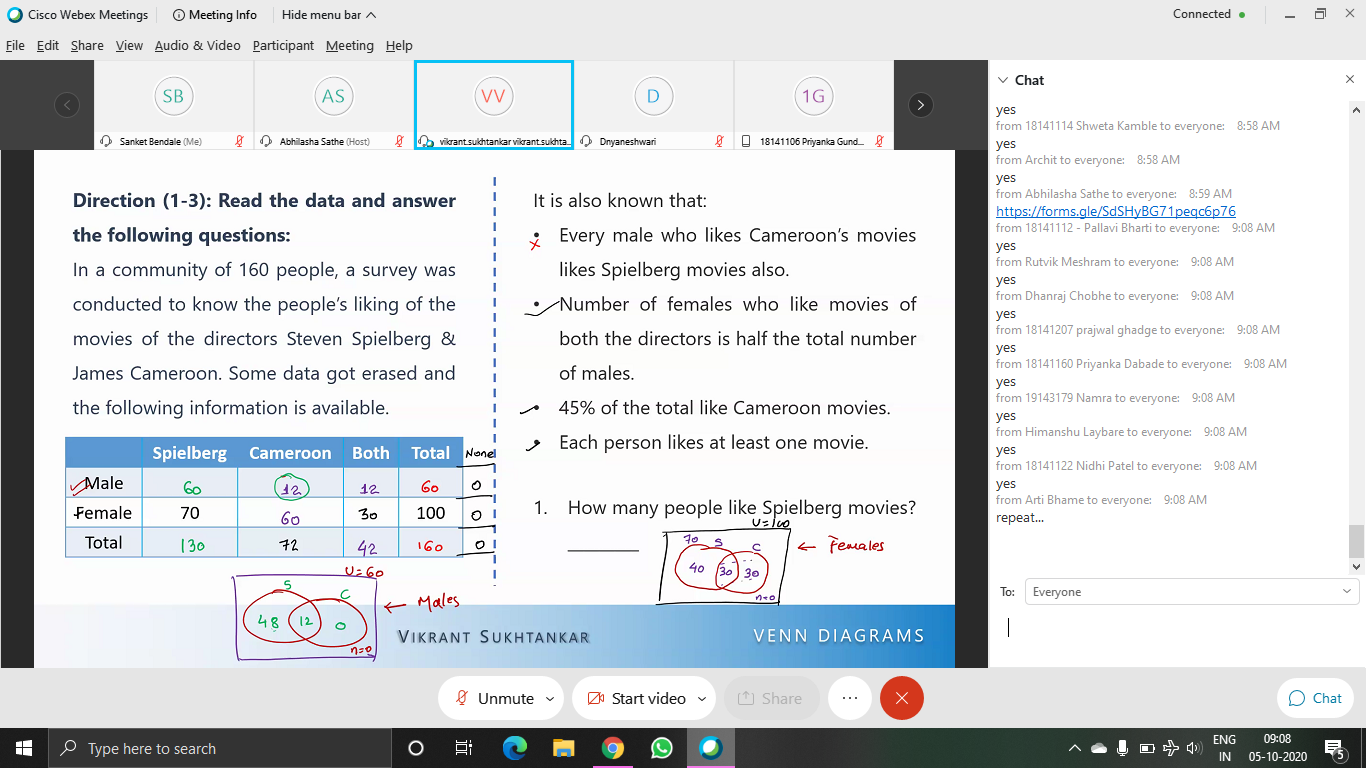 Cisco Webex Meetings
Meeting Info
Hide menu bar
Connected
File Edit Share View Audio & Video Participant Meeting Help
SB
AS
VV
D
1G
Sanket Bendale (Me)
Abhilasha Sathe (Host)
vikrant.sukhtankar vikrant.sukhta...
Dnyaneshwari
18141106 Priyanka Gund...
Direction (1-3): Read the data and answer
the following questions:
In a community of 160 people, a survey was
conducted to know the people's liking of the
movies of the directors Steven Spielberg &
James Cameroon. Some data got erased and
the following information is available.
Spielberg Cameroon Both Total None
Male 60 12 12 60 0
Female 70 60 30 100 0
Total 130 72 42 160 0
U=60
S
C
48 12 0
n=0
← Males
It is also known that:
x
• Every male who likes Cameroon's movies
likes Spielberg movies also.
• Number of females who like movies of
both the directors is half the total number
of males.
• 45% of the total like Cameroon movies.
• Each person likes at least one movie.
1. How many people like Spielberg movies?
U=100
70 S C
40 30 30
n=0
← Females
VIKRANT SUKHTANKAR
VENN DIAGRAMS
Chat
yes
from 18141114 Shweta Kamble to everyone: 8:58 AM
yes
from Archit to everyone: 8:58 AM
yes
from Abhilasha Sathe to everyone: 8:59 AM
https://forms.gle/SdSHyBG71peqc6p76
from 18141112 - Pallavi Bharti to everyone: 9:08 AM
yes
from Rutvik Meshram to everyone: 9:08 AM
yes
from Dhanraj Chobhe to everyone: 9:08 AM
yes
from 18141207 prajwal ghadge to everyone: 9:08 AM
yes
from 18141160 Priyanka Dabade to everyone: 9:08 AM
yes
from 19143179 Namra to everyone: 9:08 AM
yes
from Himanshu Laybare to everyone: 9:08 AM
yes
from 18141122 Nidhi Patel to everyone: 9:08 AM
yes
from Arti Bhame to everyone: 9:08 AM
repeat...
To: Everyone
Unmute
Start video
Share
Chat
Type here to search
ENG
IN
09:08
05-10-2020
5